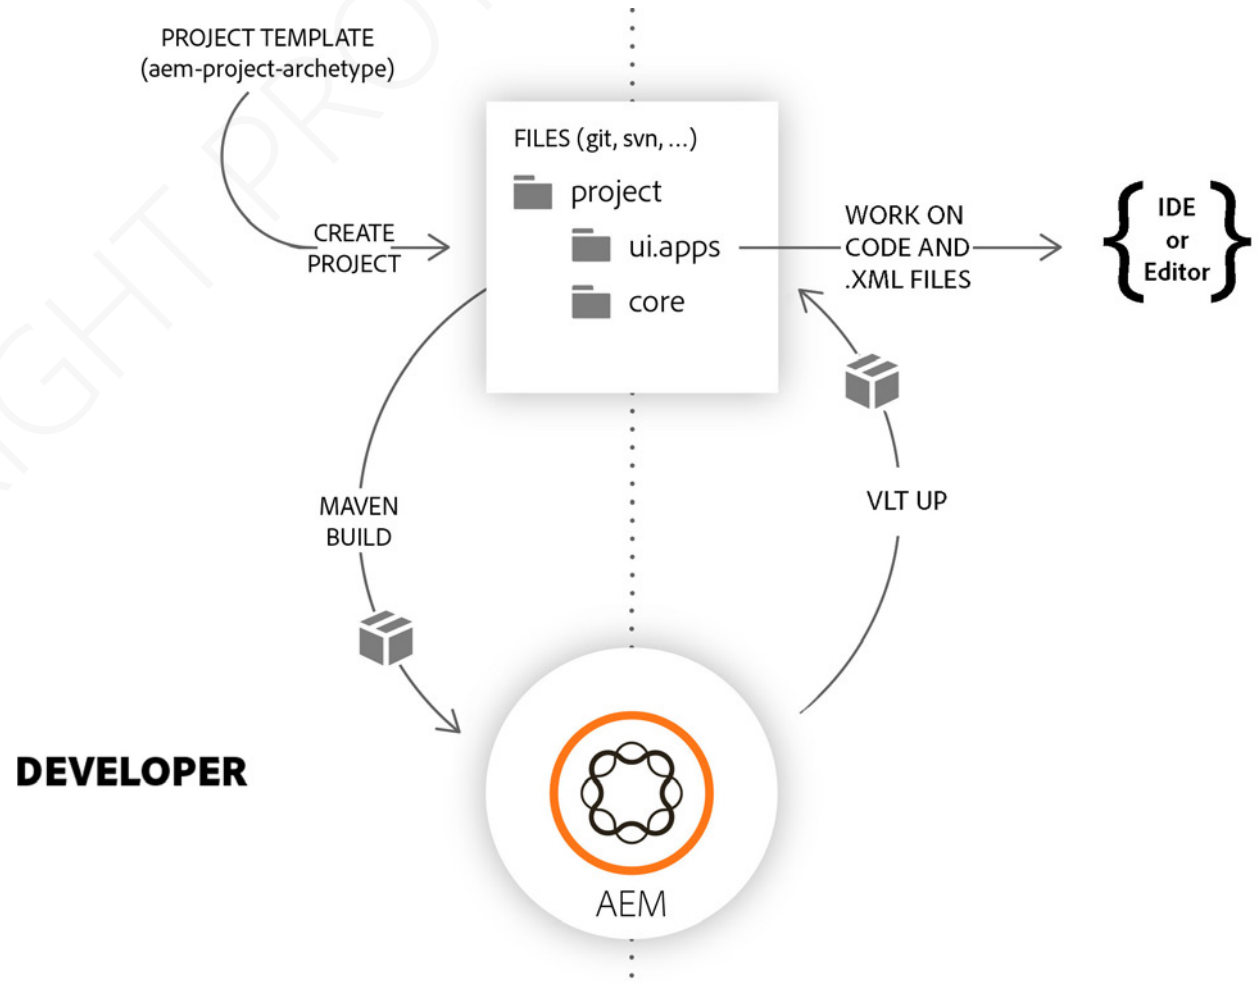 PROJECT TEMPLATE
(aem-project-archetype)
FILES (git, svn, ...)
project
ui.apps
core
CREATE
PROJECT
WORK ON
CODE AND
.XML FILES
IDE
or
Editor
MAVEN
BUILD
VLT UP
DEVELOPER
AEM